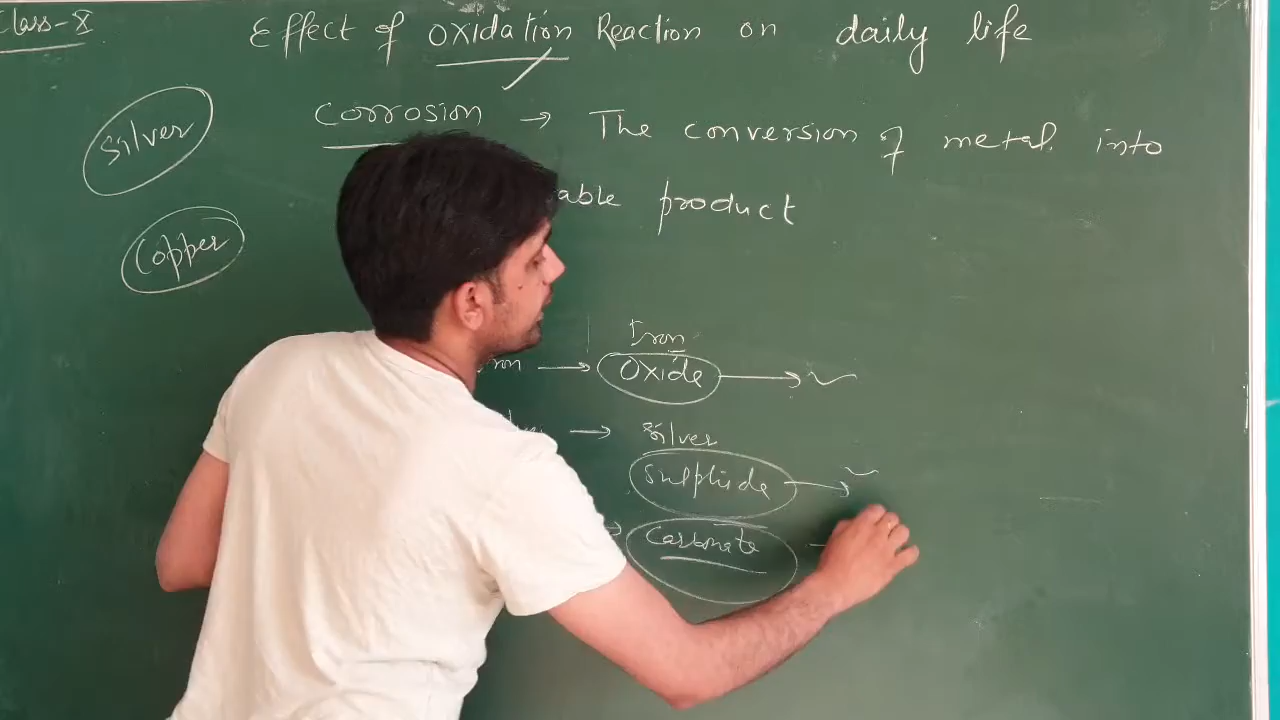 Class-X
Effect of oxidation Reaction on daily life
Silver
Corrosion → The conversion of metal into
able product
Copper
Iron
ron → Oxide →
→ Silver
Sulphide →
→ Carbonate